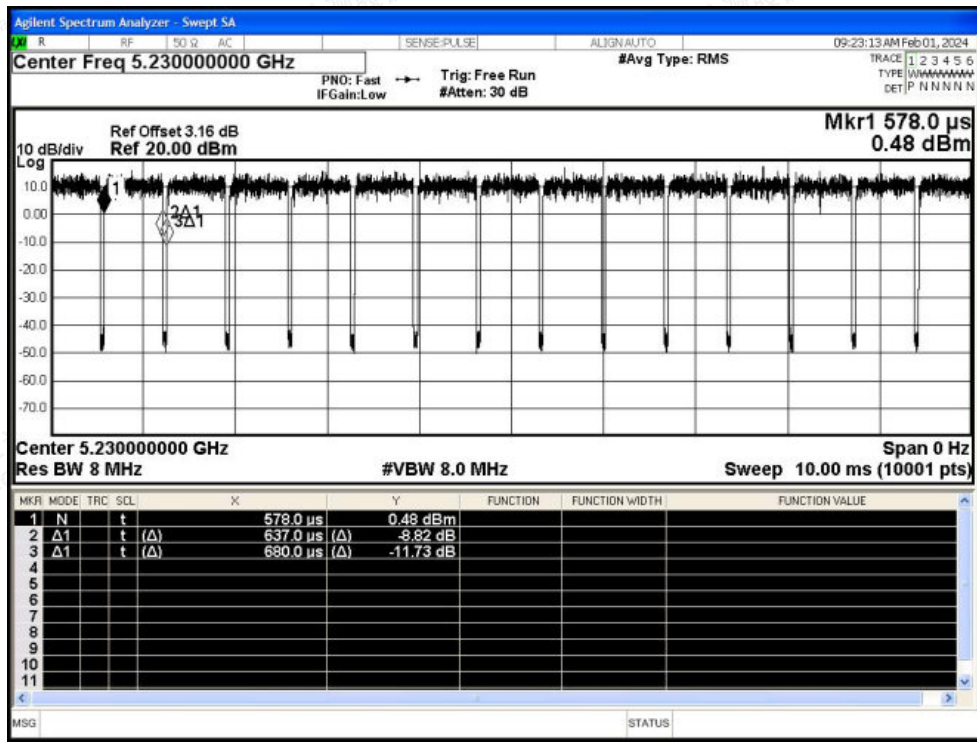 Agilent Spectrum Analyzer - Swept SA
LXI R RF 50 Ω AC SENSE:PULSE ALIGNAUTO 09:23:13 AM Feb 01, 2024
Center Freq 5.230000000 GHz
#Avg Type: RMS
TRACE 1 2 3 4 5 6
PNO: Fast
Trig: Free Run
TYPE WWWWWW
IFGain:Low
#Atten: 30 dB
DET P N N N N N
Mkr1 578.0 µs
Ref Offset 3.16 dB
0.48 dBm
10 dB/div Ref 20.00 dBm
Log
10.0
1
0.00
2Δ1
3Δ1
-10.0
-20.0
-30.0
-40.0
-50.0
-60.0
-70.0
Center 5.230000000 GHz Span 0 Hz
Res BW 8 MHz #VBW 8.0 MHz Sweep 10.00 ms (10001 pts)
MKR MODE TRC SCL X Y FUNCTION FUNCTION WIDTH FUNCTION VALUE
1 N t 578.0 µs 0.48 dBm
2 Δ1 t (Δ) 637.0 µs (Δ) -8.82 dB
3 Δ1 t (Δ) 680.0 µs (Δ) -11.73 dB
4
5
6
7
8
9
10
11
MSG STATUS